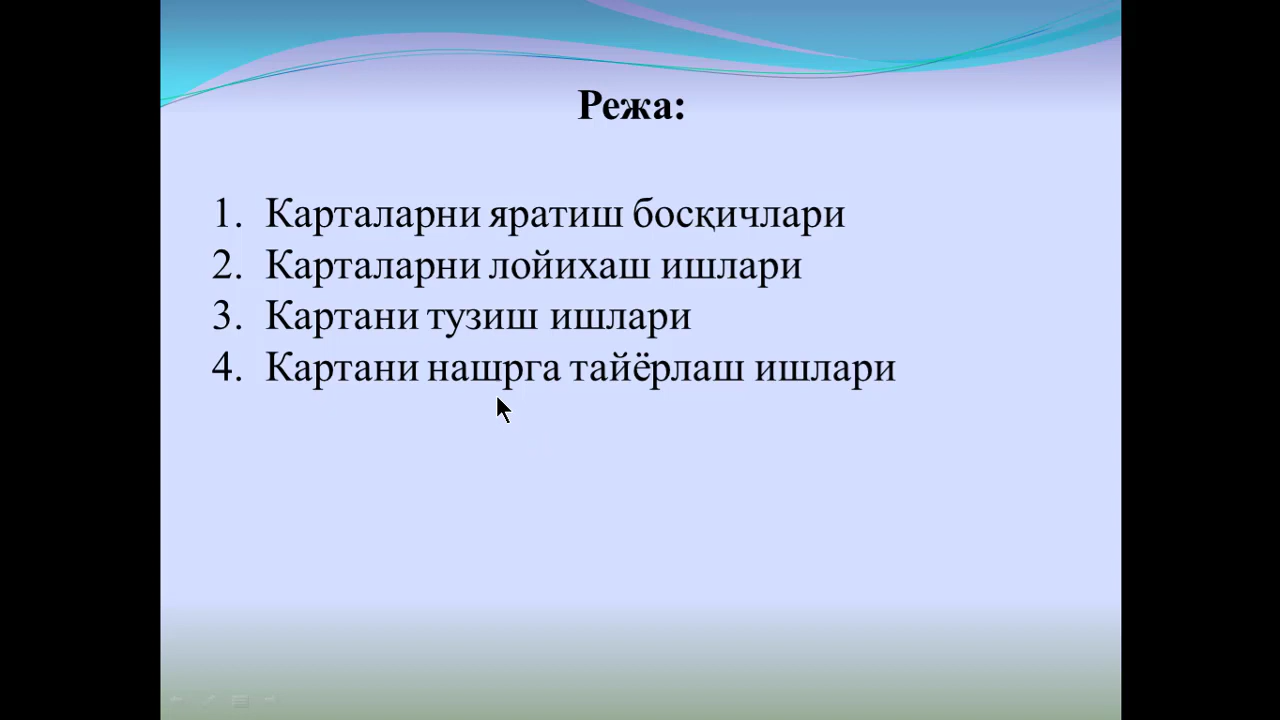 Режа:
1. Карталарни яратиш босқичлари
2. Карталарни лойихаш ишлари
3. Картани тузиш ишлари
4. Картани нашрга тайёрлаш ишлари